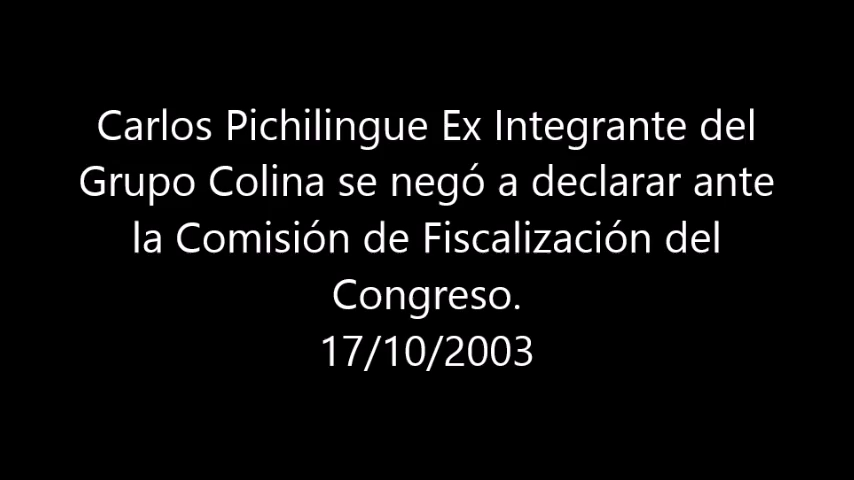 Carlos Pichilingue Ex Integrante del
Grupo Colina se negó a declarar ante
la Comisión de Fiscalización del
Congreso.
17/10/2003